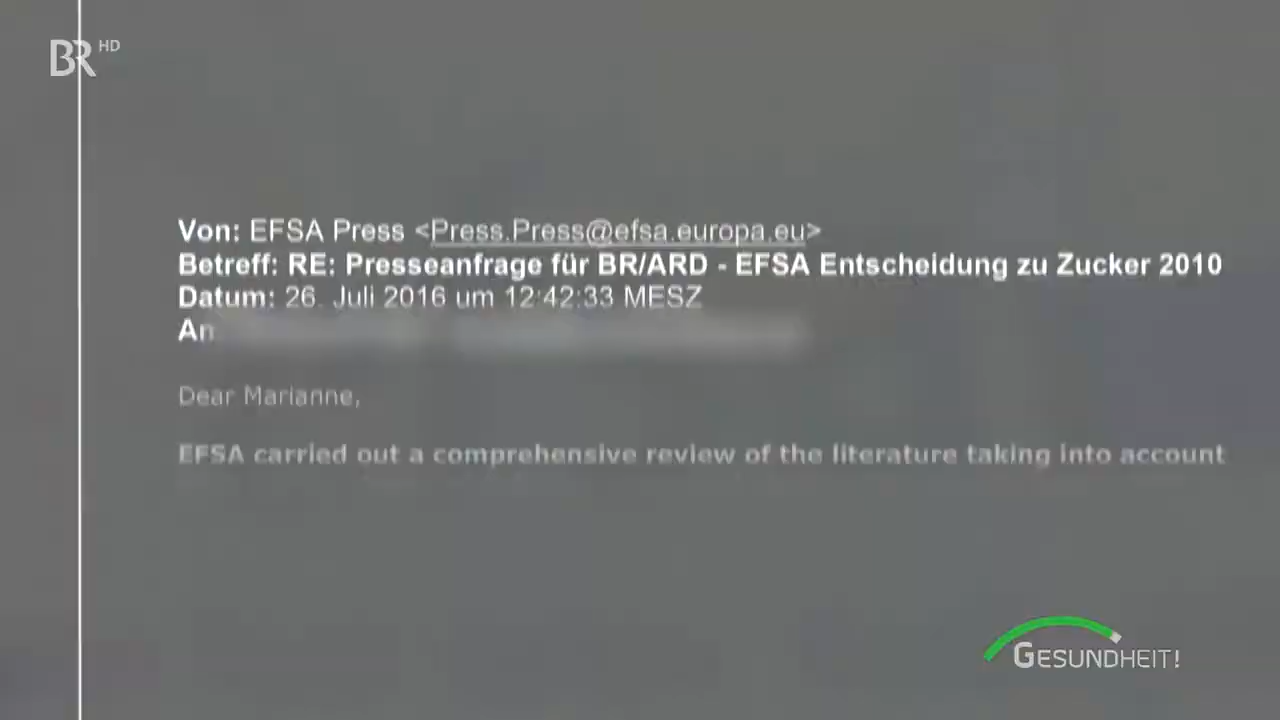 BR HD
Von: EFSA Press <Press.Press@efsa.europa.eu>
Betreff: RE: Presseanfrage für BR/ARD - EFSA Entscheidung zu Zucker 2010
Datum: 26. Juli 2016 um 12:42:33 MESZ
An
Dear Marianne,
EFSA carried out a comprehensive review of the literature taking into account
GESUNDHEIT!